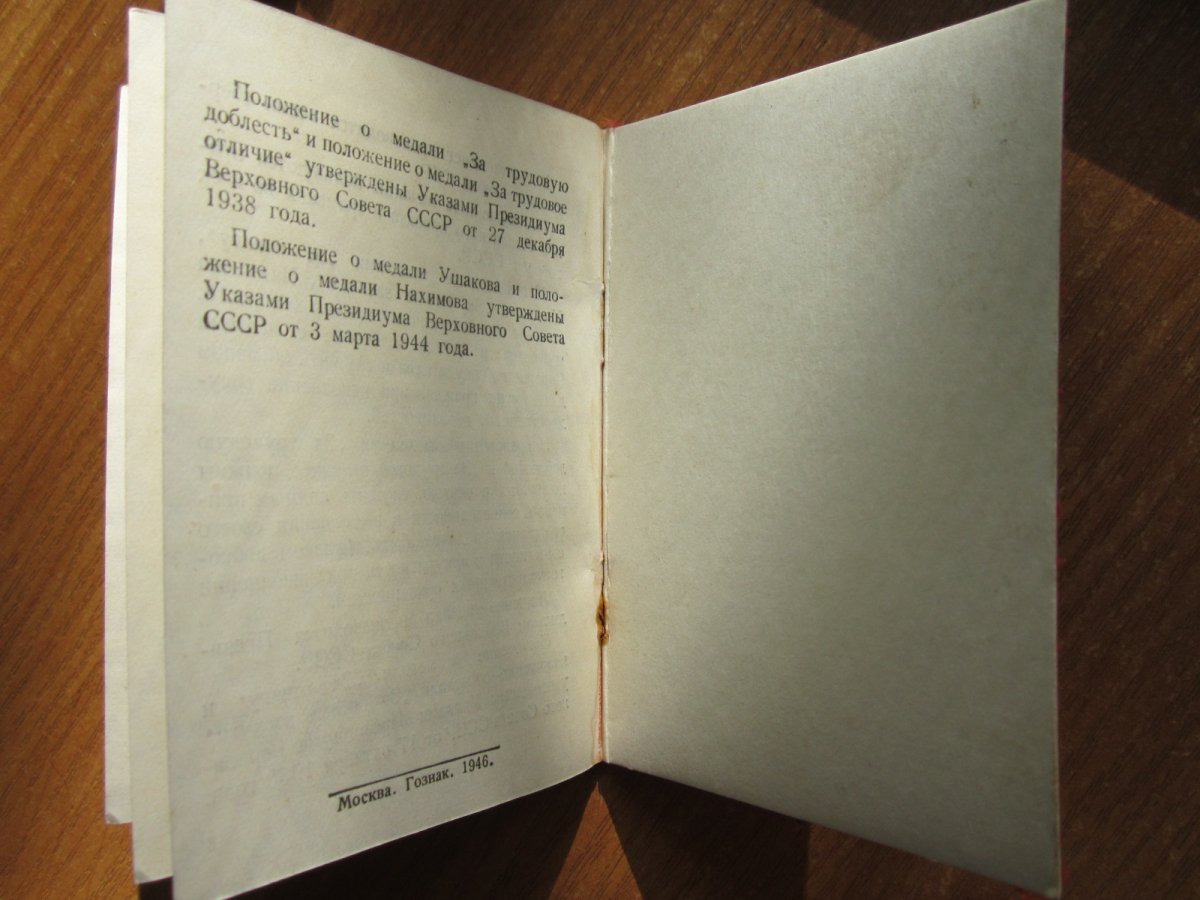 Положение о медали „За трудовую
доблесть“ и положение о медали „За трудовое
отличие“ утверждены Указами Президиума
Верховного Совета СССР от 27 декабря
1938 года.
Положение о медали Ушакова и поло-
жение о медали Нахимова утверждены
Указами Президиума Верховного Совета
СССР от 3 марта 1944 года.
Москва. Гознак. 1946.